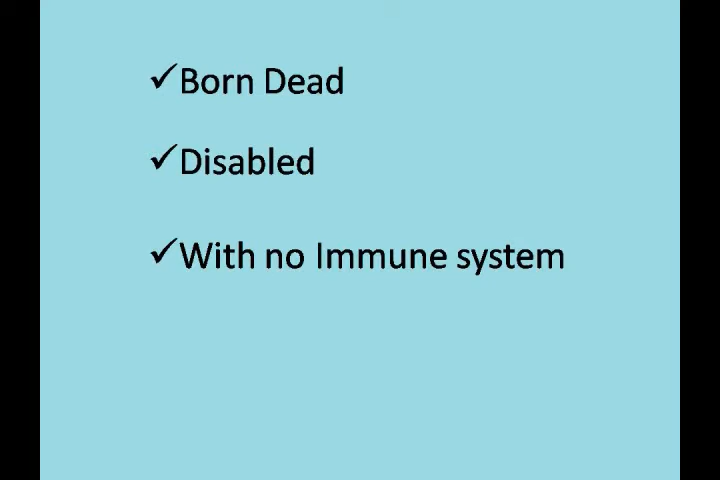 ✓Born Dead
✓Disabled
✓With no Immune system